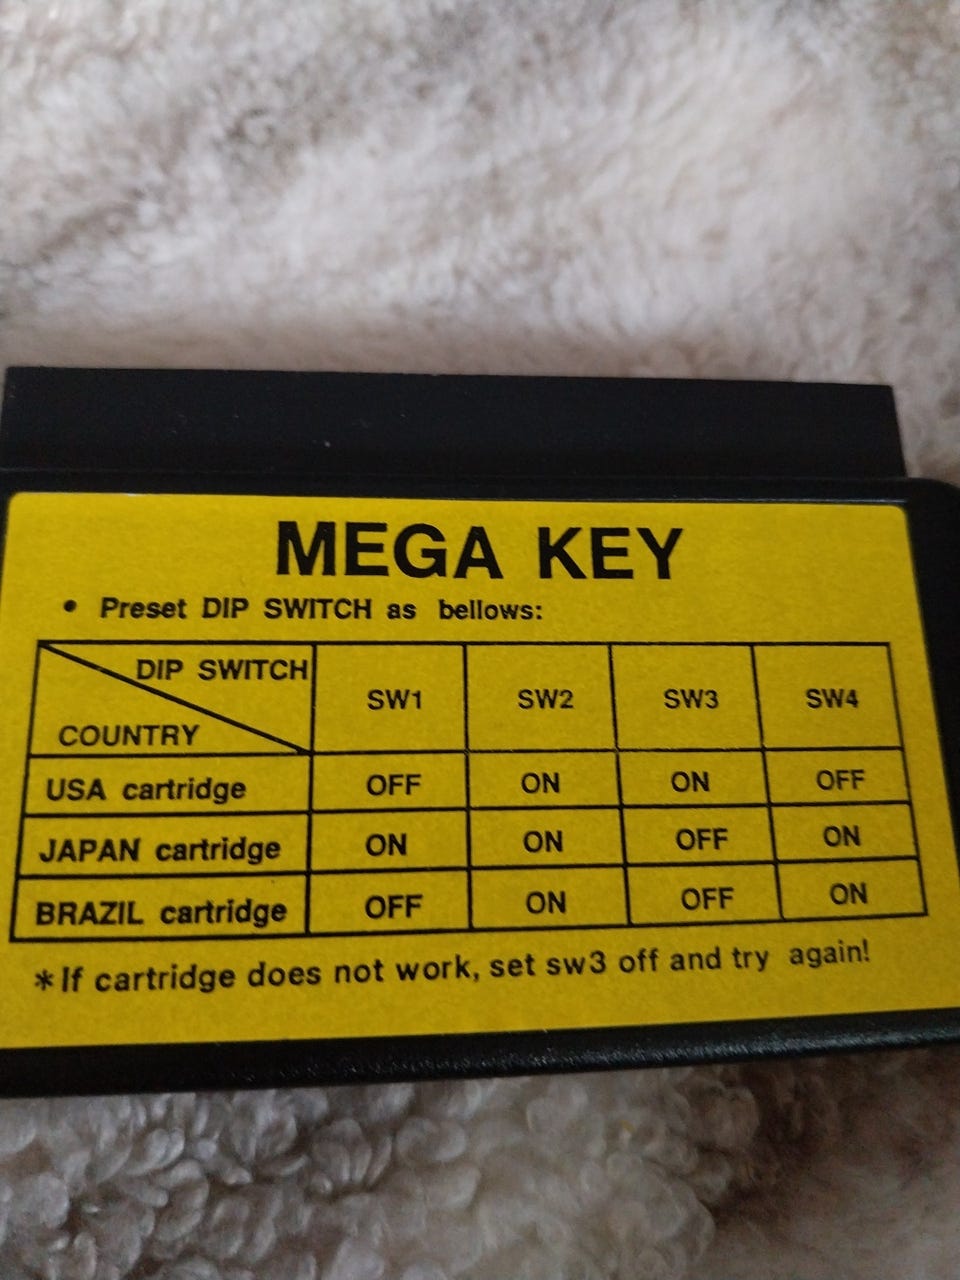 MEGA KEY
• Preset DIP SWITCH as bellows:
DIP SWITCH
COUNTRY
SW1 SW2 SW3 SW4
USA cartridge OFF ON ON OFF
JAPAN cartridge ON ON OFF ON
BRAZIL cartridge OFF ON OFF ON
*If cartridge does not work, set sw3 off and try again!